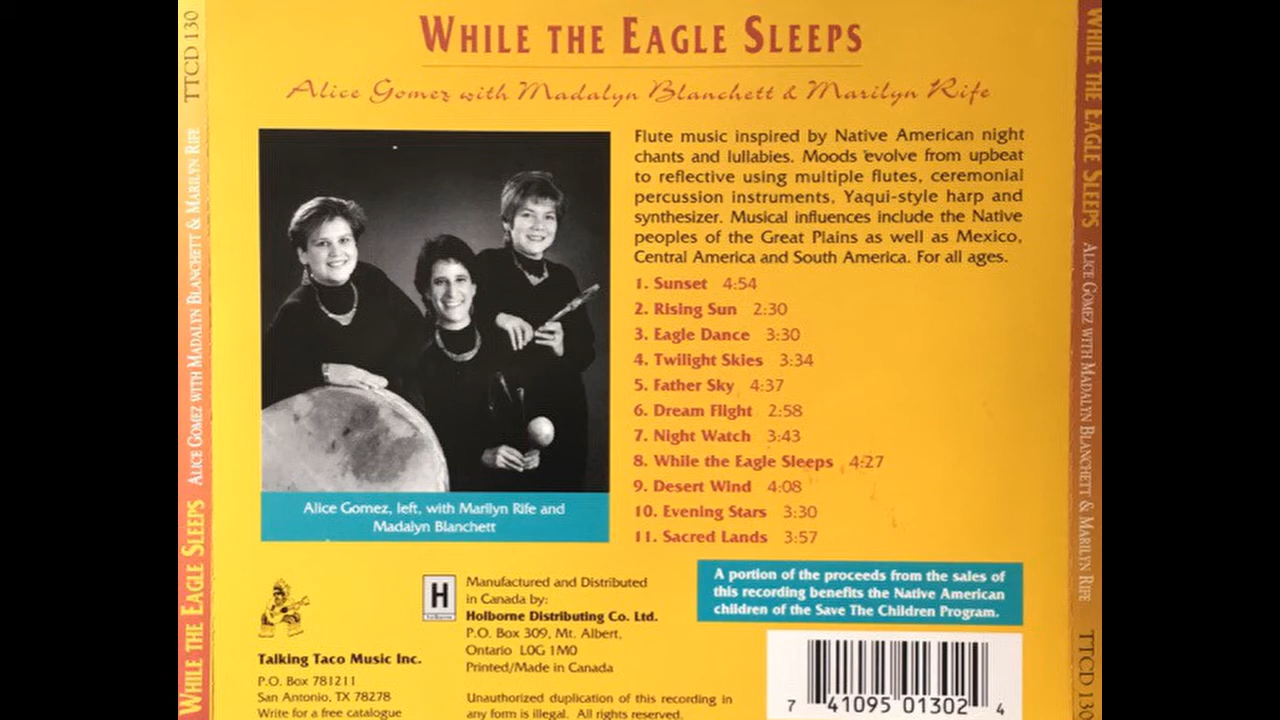 WHILE THE EAGLE SLEEPS
Alice Gomez with Madalyn Blanchett & Marilyn Rife
Flute music inspired by Native American night
chants and lullabies. Moods evolve from upbeat
to reflective using multiple flutes, ceremonial
percussion instruments, Yaqui-style harp and
synthesizer. Musical influences include the Native
peoples of the Great Plains as well as Mexico,
Central America and South America. For all ages.
1. Sunset 4:54
2. Rising Sun 2:30
3. Eagle Dance 3:30
4. Twilight Skies 3:34
5. Father Sky 4:37
6. Dream Flight 2:58
7. Night Watch 3:43
8. While the Eagle Sleeps 4:27
9. Desert Wind 4:08
10. Evening Stars 3:30
11. Sacred Lands 3:57
Alice Gomez, left, with Marilyn Rife and
Madalyn Blanchett
A portion of the proceeds from the sales of
this recording benefits the Native American
children of the Save The Children Program.
Talking Taco Music Inc.
P.O. Box 781211
San Antonio, TX 78278
Write for a free catalogue
H
Manufactured and Distributed
in Canada by:
Holborne Distributing Co. Ltd.
P.O. Box 309, Mt. Albert,
Ontario L0G 1M0
Printed/Made in Canada
Unauthorized duplication of this recording in
any form is illegal. All rights reserved.
7 41095 01302 4
WHILE THE EAGLE SLEEPS ALICE GOMEZ WITH MADALYN BLANCHETT & MARILYN RIFE TTCD 130
WHILE THE EAGLE SLEEPS ALICE GOMEZ WITH MADALYN BLANCHETT & MARILYN RIFE TTCD 130